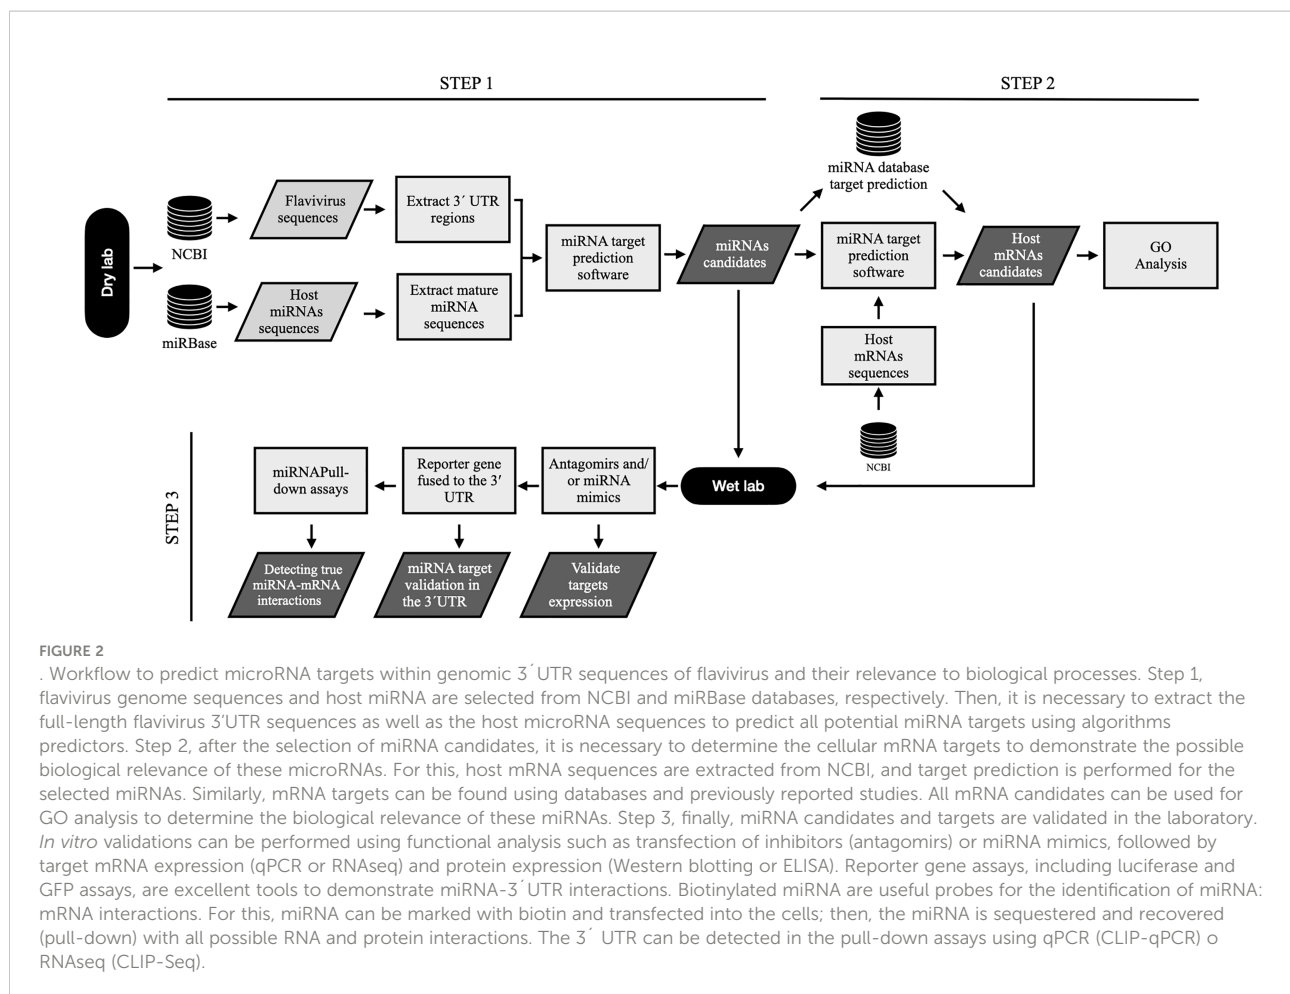 STEP 1
STEP 2
miRNA database
target prediction
Dry lab
NCBI
Flavivirus
sequences
Extract 3´ UTR
regions
miRBase
Host
miRNAs
sequences
Extract mature
miRNA
sequences
miRNA target
prediction
software
miRNAs
candidates
miRNA target
prediction
software
Host
mRNAs
candidates
GO
Analysis
Host
mRNAs
sequences
NCBI
STEP 3
miRNAPull-
down assays
Reporter gene
fused to the 3′
UTR
Antagomirs and/
or miRNA
mimics
Wet lab
Detecting true
miRNA-mRNA
interactions
miRNA target
validation in
the 3´UTR
Validate
targets
expression
FIGURE 2
. Workflow to predict microRNA targets within genomic 3´UTR sequences of flavivirus and their relevance to biological processes. Step 1,
flavivirus genome sequences and host miRNA are selected from NCBI and miRBase databases, respectively. Then, it is necessary to extract the
full-length flavivirus 3’UTR sequences as well as the host microRNA sequences to predict all potential miRNA targets using algorithms
predictors. Step 2, after the selection of miRNA candidates, it is necessary to determine the cellular mRNA targets to demonstrate the possible
biological relevance of these microRNAs. For this, host mRNA sequences are extracted from NCBI, and target prediction is performed for the
selected miRNAs. Similarly, mRNA targets can be found using databases and previously reported studies. All mRNA candidates can be used for
GO analysis to determine the biological relevance of these miRNAs. Step 3, finally, miRNA candidates and targets are validated in the laboratory.
In vitro validations can be performed using functional analysis such as transfection of inhibitors (antagomirs) or miRNA mimics, followed by
target mRNA expression (qPCR or RNAseq) and protein expression (Western blotting or ELISA). Reporter gene assays, including luciferase and
GFP assays, are excellent tools to demonstrate miRNA-3´UTR interactions. Biotinylated miRNA are useful probes for the identification of miRNA:
mRNA interactions. For this, miRNA can be marked with biotin and transfected into the cells; then, the miRNA is sequestered and recovered
(pull-down) with all possible RNA and protein interactions. The 3´ UTR can be detected in the pull-down assays using qPCR (CLIP-qPCR) o
RNAseq (CLIP-Seq).